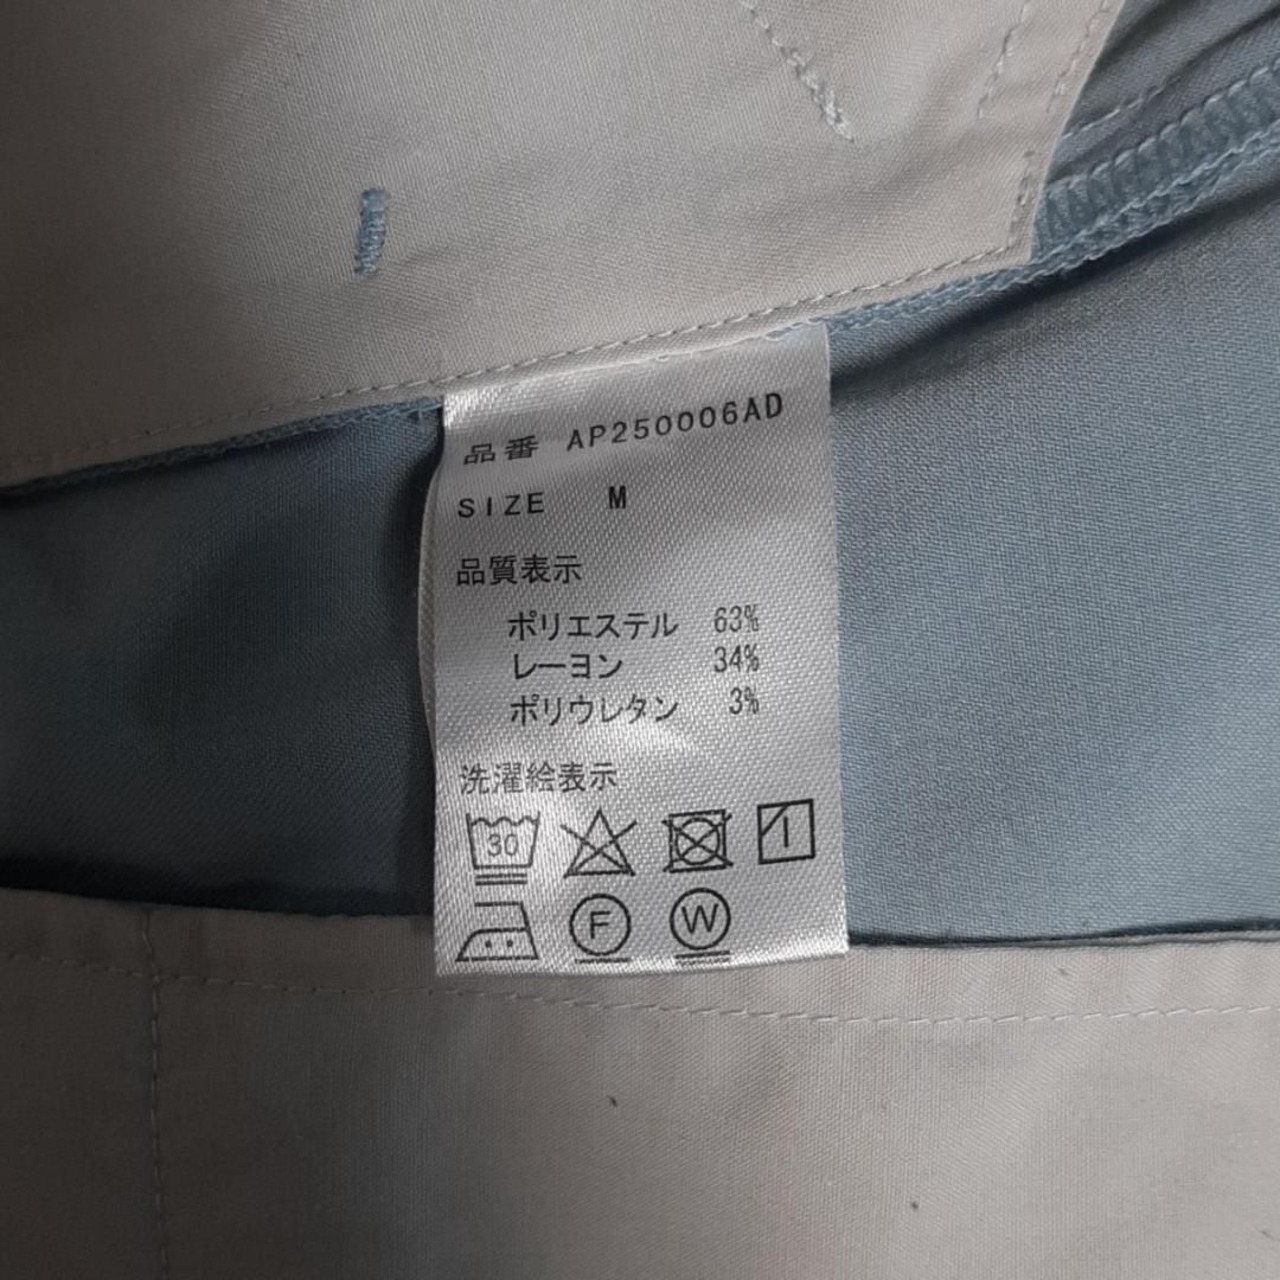 品番 AP250006AD
SIZE M
品質表示
ポリエステル 63%
レーヨン 34%
ポリウレタン 3%
洗濯絵表示
30
F W